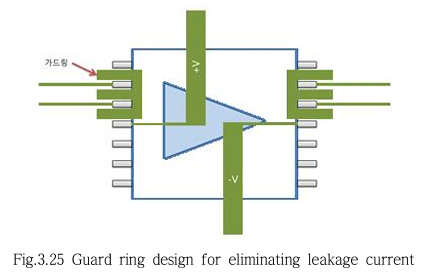 +V
가드링
-V
Fig.3.25 Guard ring design for eliminating leakage current